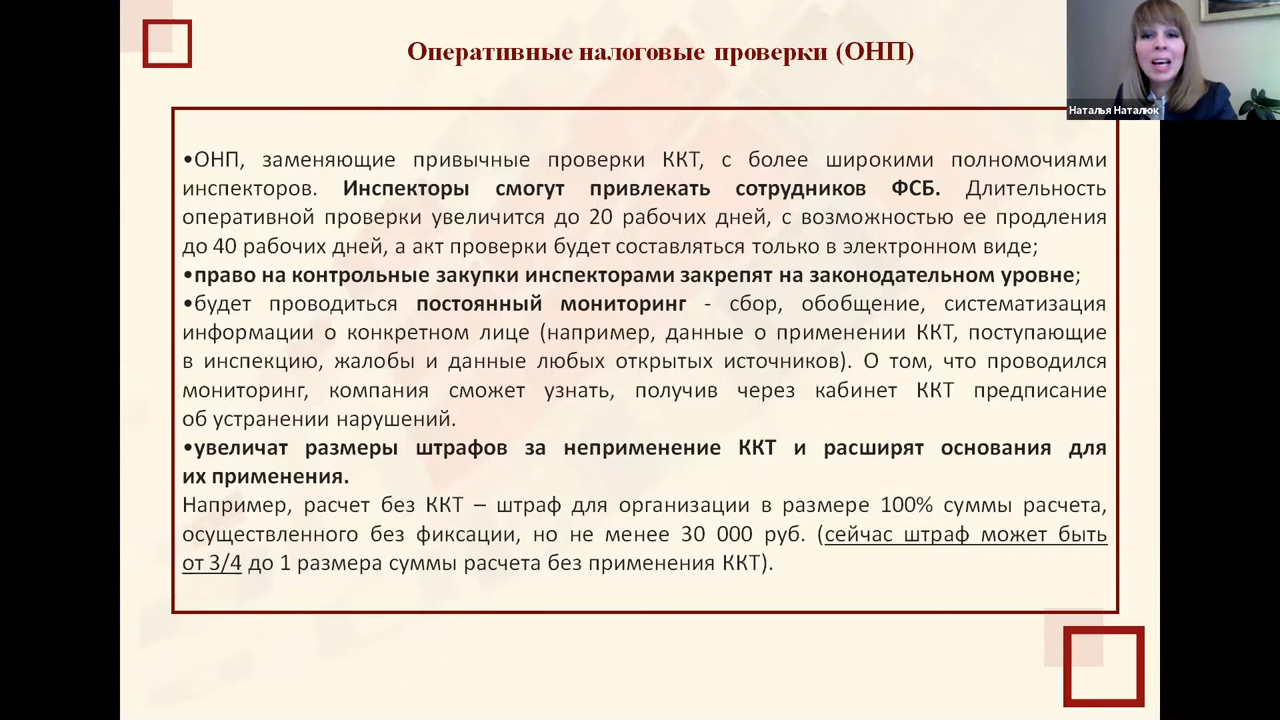 Оперативные налоговые проверки (ОНП)
Наталья Наталюк
•ОНП, заменяющие привычные проверки ККТ, с более широкими полномочиями
инспекторов. Инспекторы смогут привлекать сотрудников ФСБ. Длительность
оперативной проверки увеличится до 20 рабочих дней, с возможностью ее продления
до 40 рабочих дней, а акт проверки будет составляться только в электронном виде;
•право на контрольные закупки инспекторами закрепят на законодательном уровне;
•будет проводиться постоянный мониторинг - сбор, обобщение, систематизация
информации о конкретном лице (например, данные о применении ККТ, поступающие
в инспекцию, жалобы и данные любых открытых источников). О том, что проводился
мониторинг, компания сможет узнать, получив через кабинет ККТ предписание
об устранении нарушений.
•увеличат размеры штрафов за неприменение ККТ и расширят основания для
их применения.
Например, расчет без ККТ – штраф для организации в размере 100% суммы расчета,
осуществленного без фиксации, но не менее 30 000 руб. (сейчас штраф может быть
от 3/4 до 1 размера суммы расчета без применения ККТ).